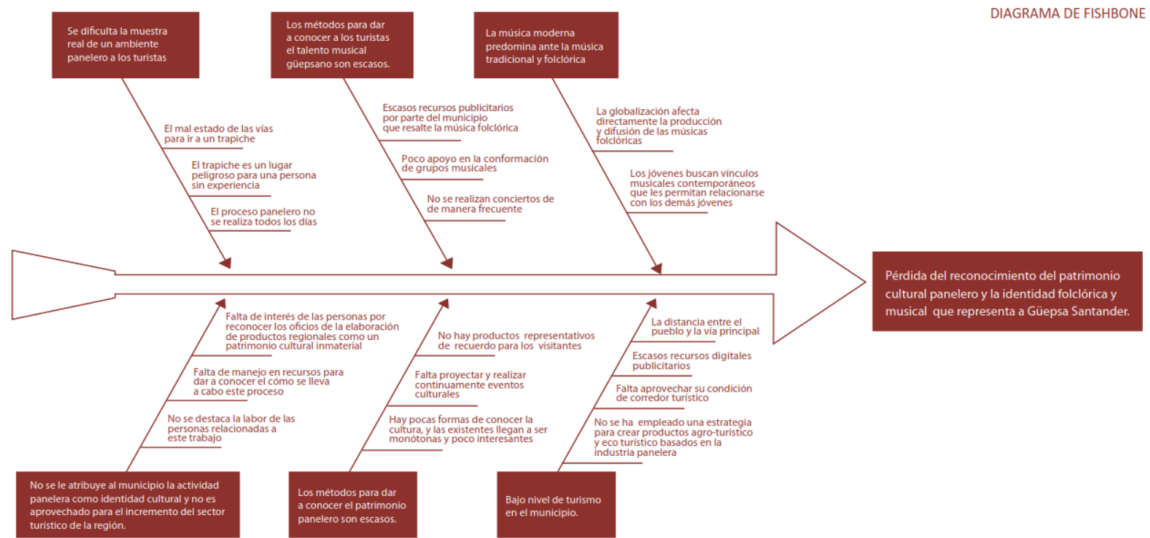 DIAGRAMA DE FISHBONE
Se dificulta la muestra
real de un ambiente
panelero a los turistas
Los métodos para dar
a conocer a los turistas
el talento musical
güepsano son escasos.
La música moderna
predomina ante la música
tradicional y folclórica
El mal estado de las vías
para ir a un trapiche
El trapiche es un lugar
peligroso para una persona
sin experiencia
El proceso panelero no
se realiza todos los días
Escasos recursos publicitarios
por parte del municipio
que resalte la música folclórica
Poco apoyo en la conformación
de grupos musicales
No se realizan conciertos de
de manera frecuente
La globalización afecta
directamente la producción
y difusión de las músicas
folclóricas
Los jóvenes buscan vínculos
musicales contemporáneos
que les permitan relacionarse
con los demás jóvenes
Pérdida del reconocimiento del patrimonio
cultural panelero y la identidad folclórica y
musical que representa a Güepsa Santander.
Falta de interés de las personas por
reconocer los oficios de la elaboración
de productos regionales como un
patrimonio cultural inmaterial
Falta de manejo en recursos para
dar a conocer el cómo se lleva
a cabo este proceso
No se destaca la labor de las
personas relacionadas a
este trabajo
No hay productos representativos
de recuerdo para los visitantes
Falta proyectar y realizar
continuamente eventos
culturales
Hay pocas formas de conocer la
cultura, y las existentes llegan a ser
monótonas y poco interesantes
La distancia entre el
pueblo y la vía principal
Escasos recursos digitales
publicitarios
Falta aprovechar su condición
de corredor turístico
No se ha empleado una estrategia
para crear productos agro-turístico
y eco turístico basados en la
industria panelera
No se le atribuye al municipio la actividad
panelera como identidad cultural y no es
aprovechado para el incremento del sector
turístico de la región.
Los métodos para dar
a conocer el patrimonio
panelero son escasos.
Bajo nivel de turismo
en el municipio.